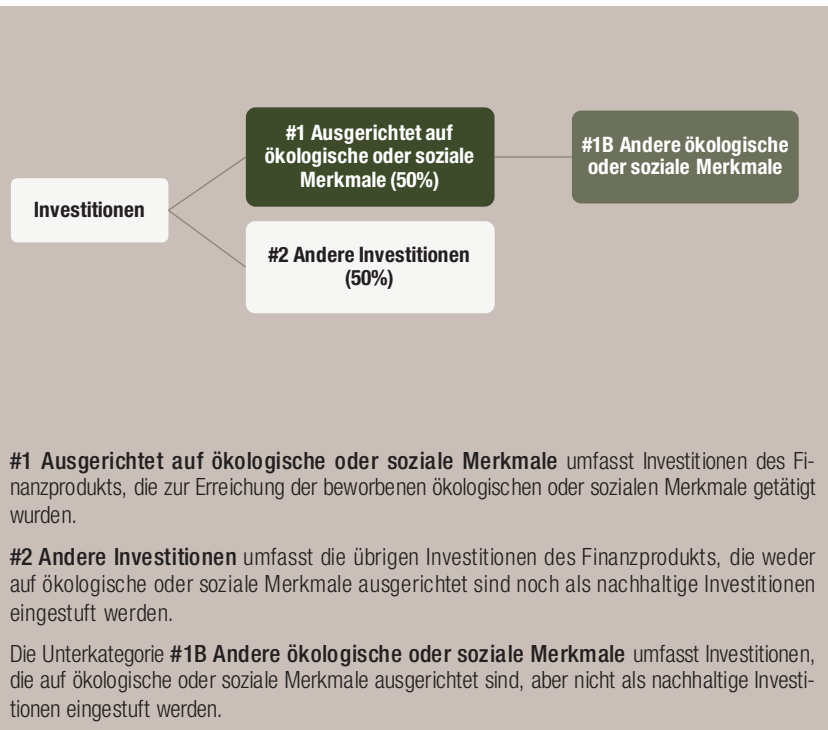 #1 Ausgerichtet auf
ökologische oder soziale
Merkmale (50%)
#1B Andere ökologische
oder soziale Merkmale
Investitionen
#2 Andere Investitionen
(50%)
#1 Ausgerichtet auf ökologische oder soziale Merkmale umfasst Investitionen des Fi-
nanzprodukts, die zur Erreichung der beworbenen ökologischen oder sozialen Merkmale getätigt
wurden.
#2 Andere Investitionen umfasst die übrigen Investitionen des Finanzprodukts, die weder
auf ökologische oder soziale Merkmale ausgerichtet sind noch als nachhaltige Investitionen
eingestuft werden.
Die Unterkategorie #1B Andere ökologische oder soziale Merkmale umfasst Investitionen,
die auf ökologische oder soziale Merkmale ausgerichtet sind, aber nicht als nachhaltige Investi-
tionen eingestuft werden.